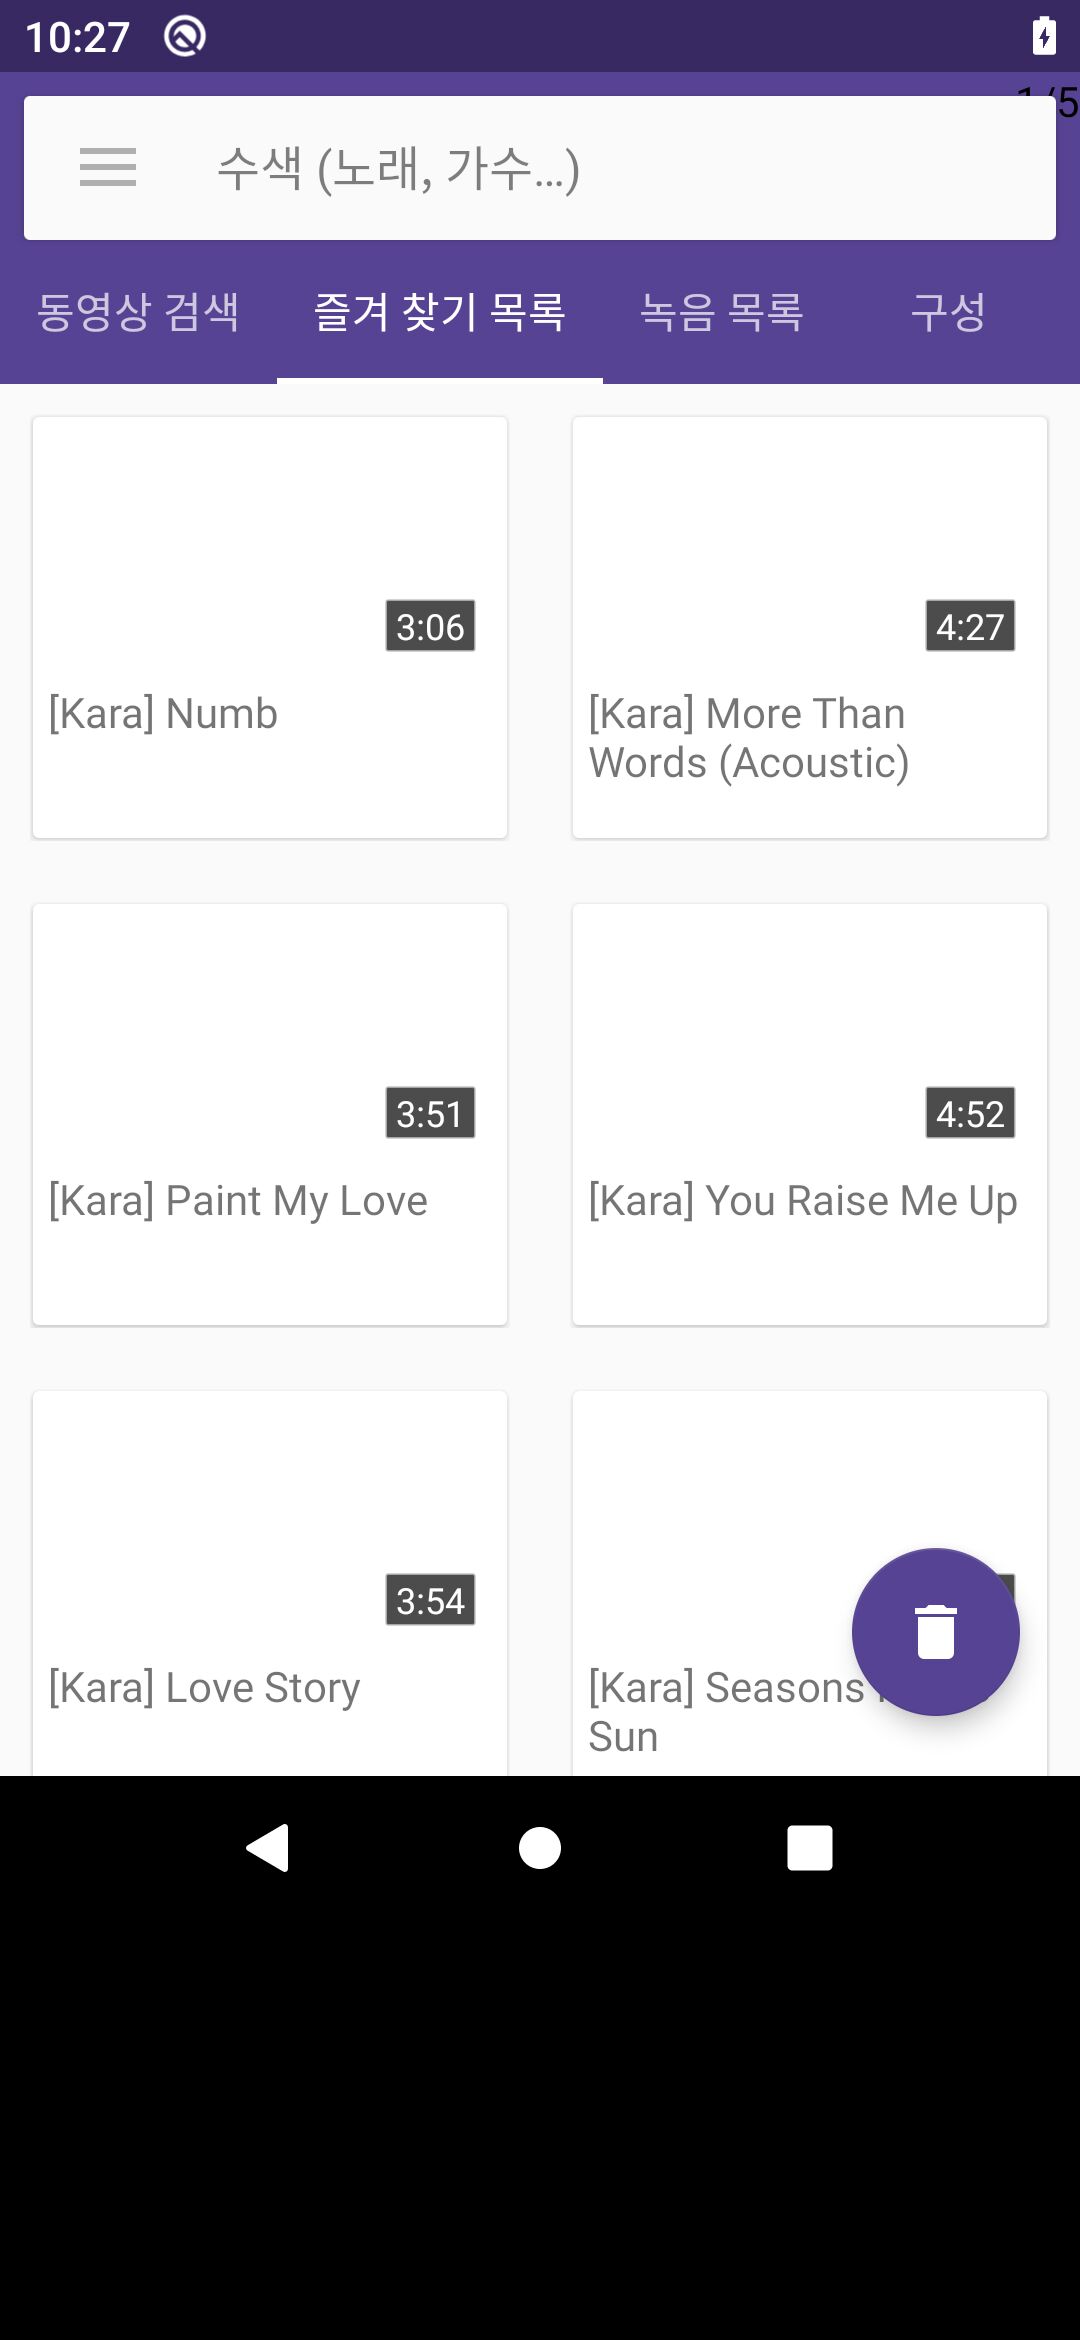 10:27
수색 (노래, 가수...)
동영상 검색 즐겨 찾기 목록 녹음 목록 구성
3:06
4:27
[Kara] Numb
[Kara] More Than
Words (Acoustic)
3:51
4:52
[Kara] Paint My Love
[Kara] You Raise Me Up
3:54
[Kara] Love Story
[Kara] Seasons
Sun